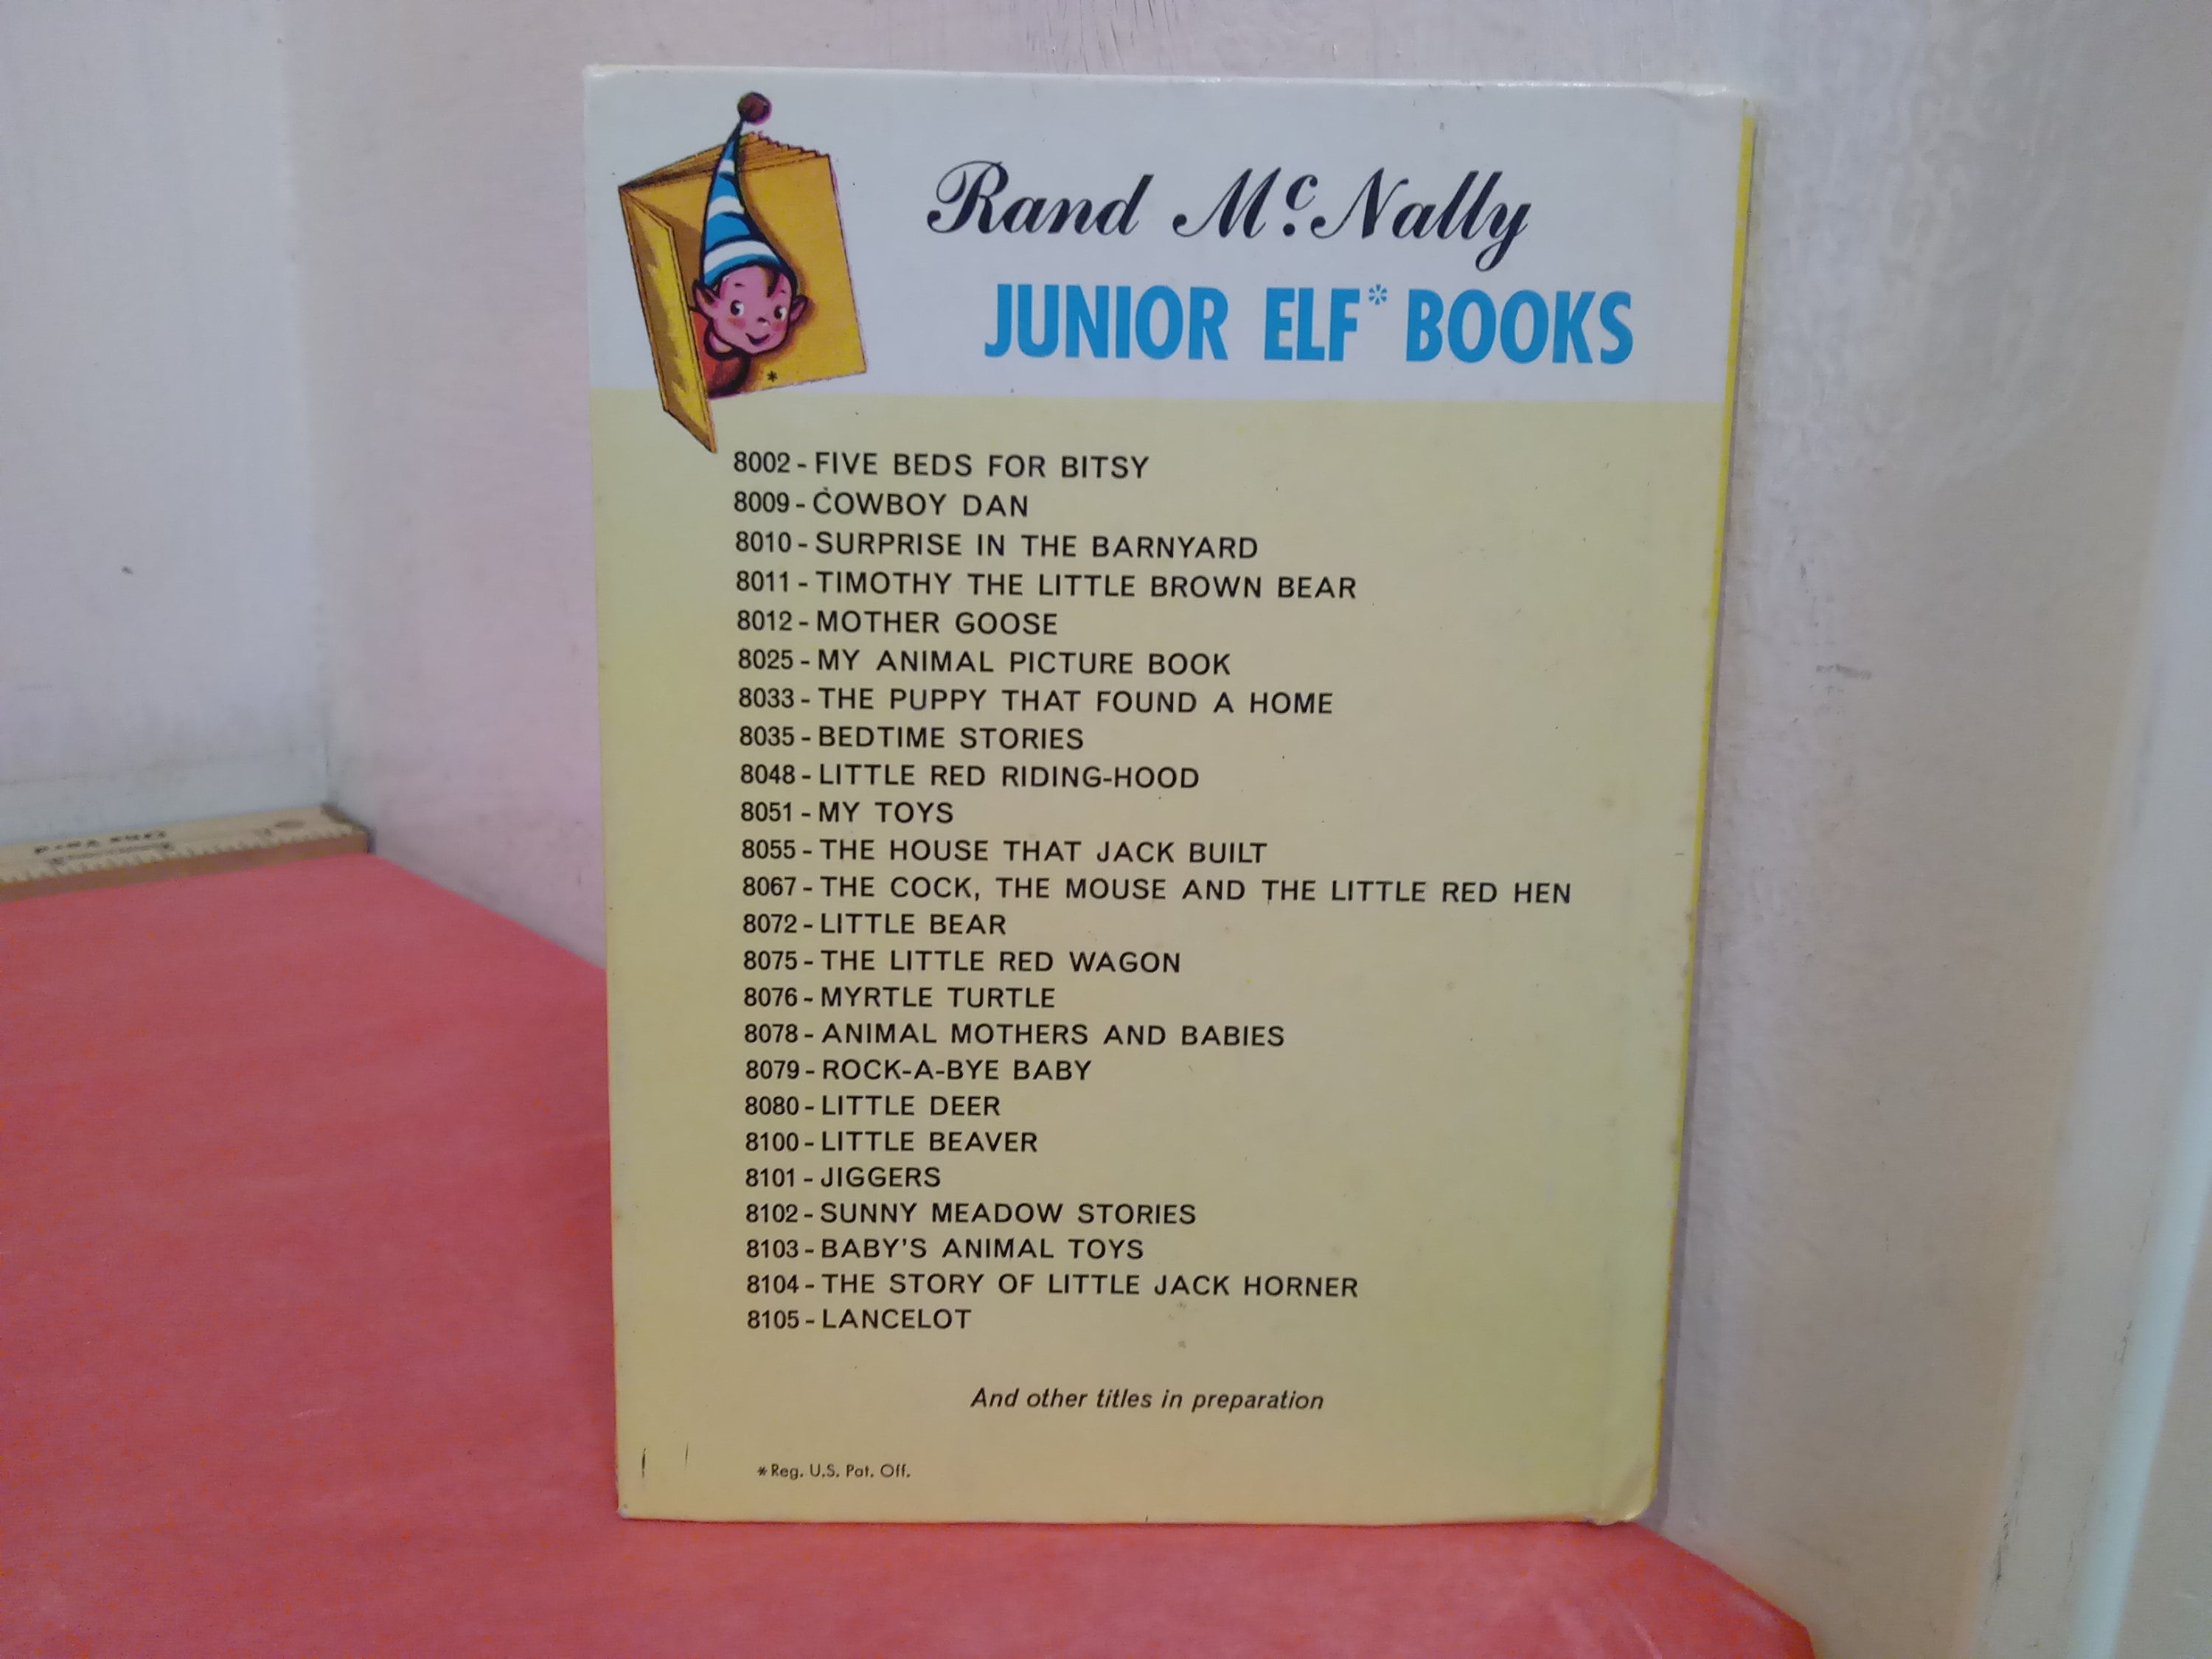 Rand McNally
JUNIOR ELF* BOOKS
*
8002 - FIVE BEDS FOR BITSY
8009 - COWBOY DAN
8010 - SURPRISE IN THE BARNYARD
8011 - TIMOTHY THE LITTLE BROWN BEAR
8012 - MOTHER GOOSE
8025 - MY ANIMAL PICTURE BOOK
8033 - THE PUPPY THAT FOUND A HOME
8035 - BEDTIME STORIES
8048 - LITTLE RED RIDING-HOOD
8051 - MY TOYS
8055 - THE HOUSE THAT JACK BUILT
8067 - THE COCK, THE MOUSE AND THE LITTLE RED HEN
8072 - LITTLE BEAR
8075 - THE LITTLE RED WAGON
8076 - MYRTLE TURTLE
8078 - ANIMAL MOTHERS AND BABIES
8079 - ROCK-A-BYE BABY
8080 - LITTLE DEER
8100 - LITTLE BEAVER
8101 - JIGGERS
8102 - SUNNY MEADOW STORIES
8103 - BABY'S ANIMAL TOYS
8104 - THE STORY OF LITTLE JACK HORNER
8105 - LANCELOT
And other titles in preparation
*Reg. U.S. Pat. Off.